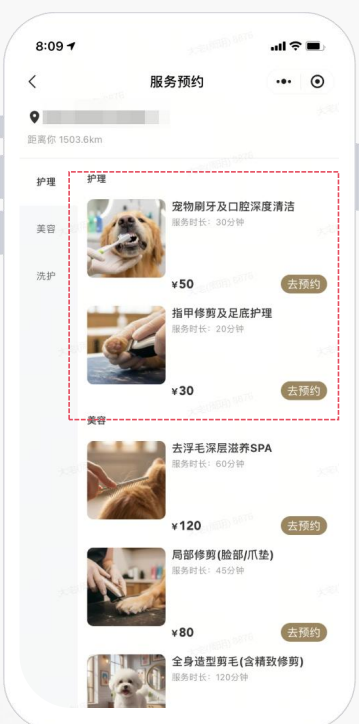 8:09
服务预约
距离你 1503.6km
护理
美容
洗护
护理
宠物刷牙及口腔深度清洁
服务时长：30分钟
¥50
去预约
指甲修剪及足底护理
服务时长：20分钟
¥30
去预约
美容
去浮毛深层滋养SPA
服务时长：60分钟
¥120
去预约
局部修剪(脸部/爪垫)
服务时长：45分钟
¥80
去预约
全身造型剪毛(含精致修剪)
服务时长：120分钟